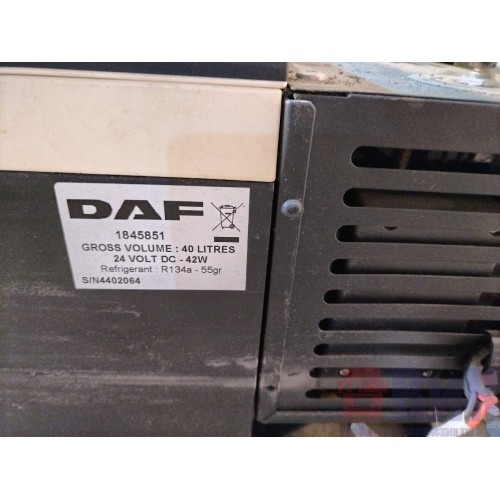 DAF
1845851
GROSS VOLUME : 40 LITRES
24 VOLT DC - 42W
Refrigerant : R134a - 55gr
S/N4402064